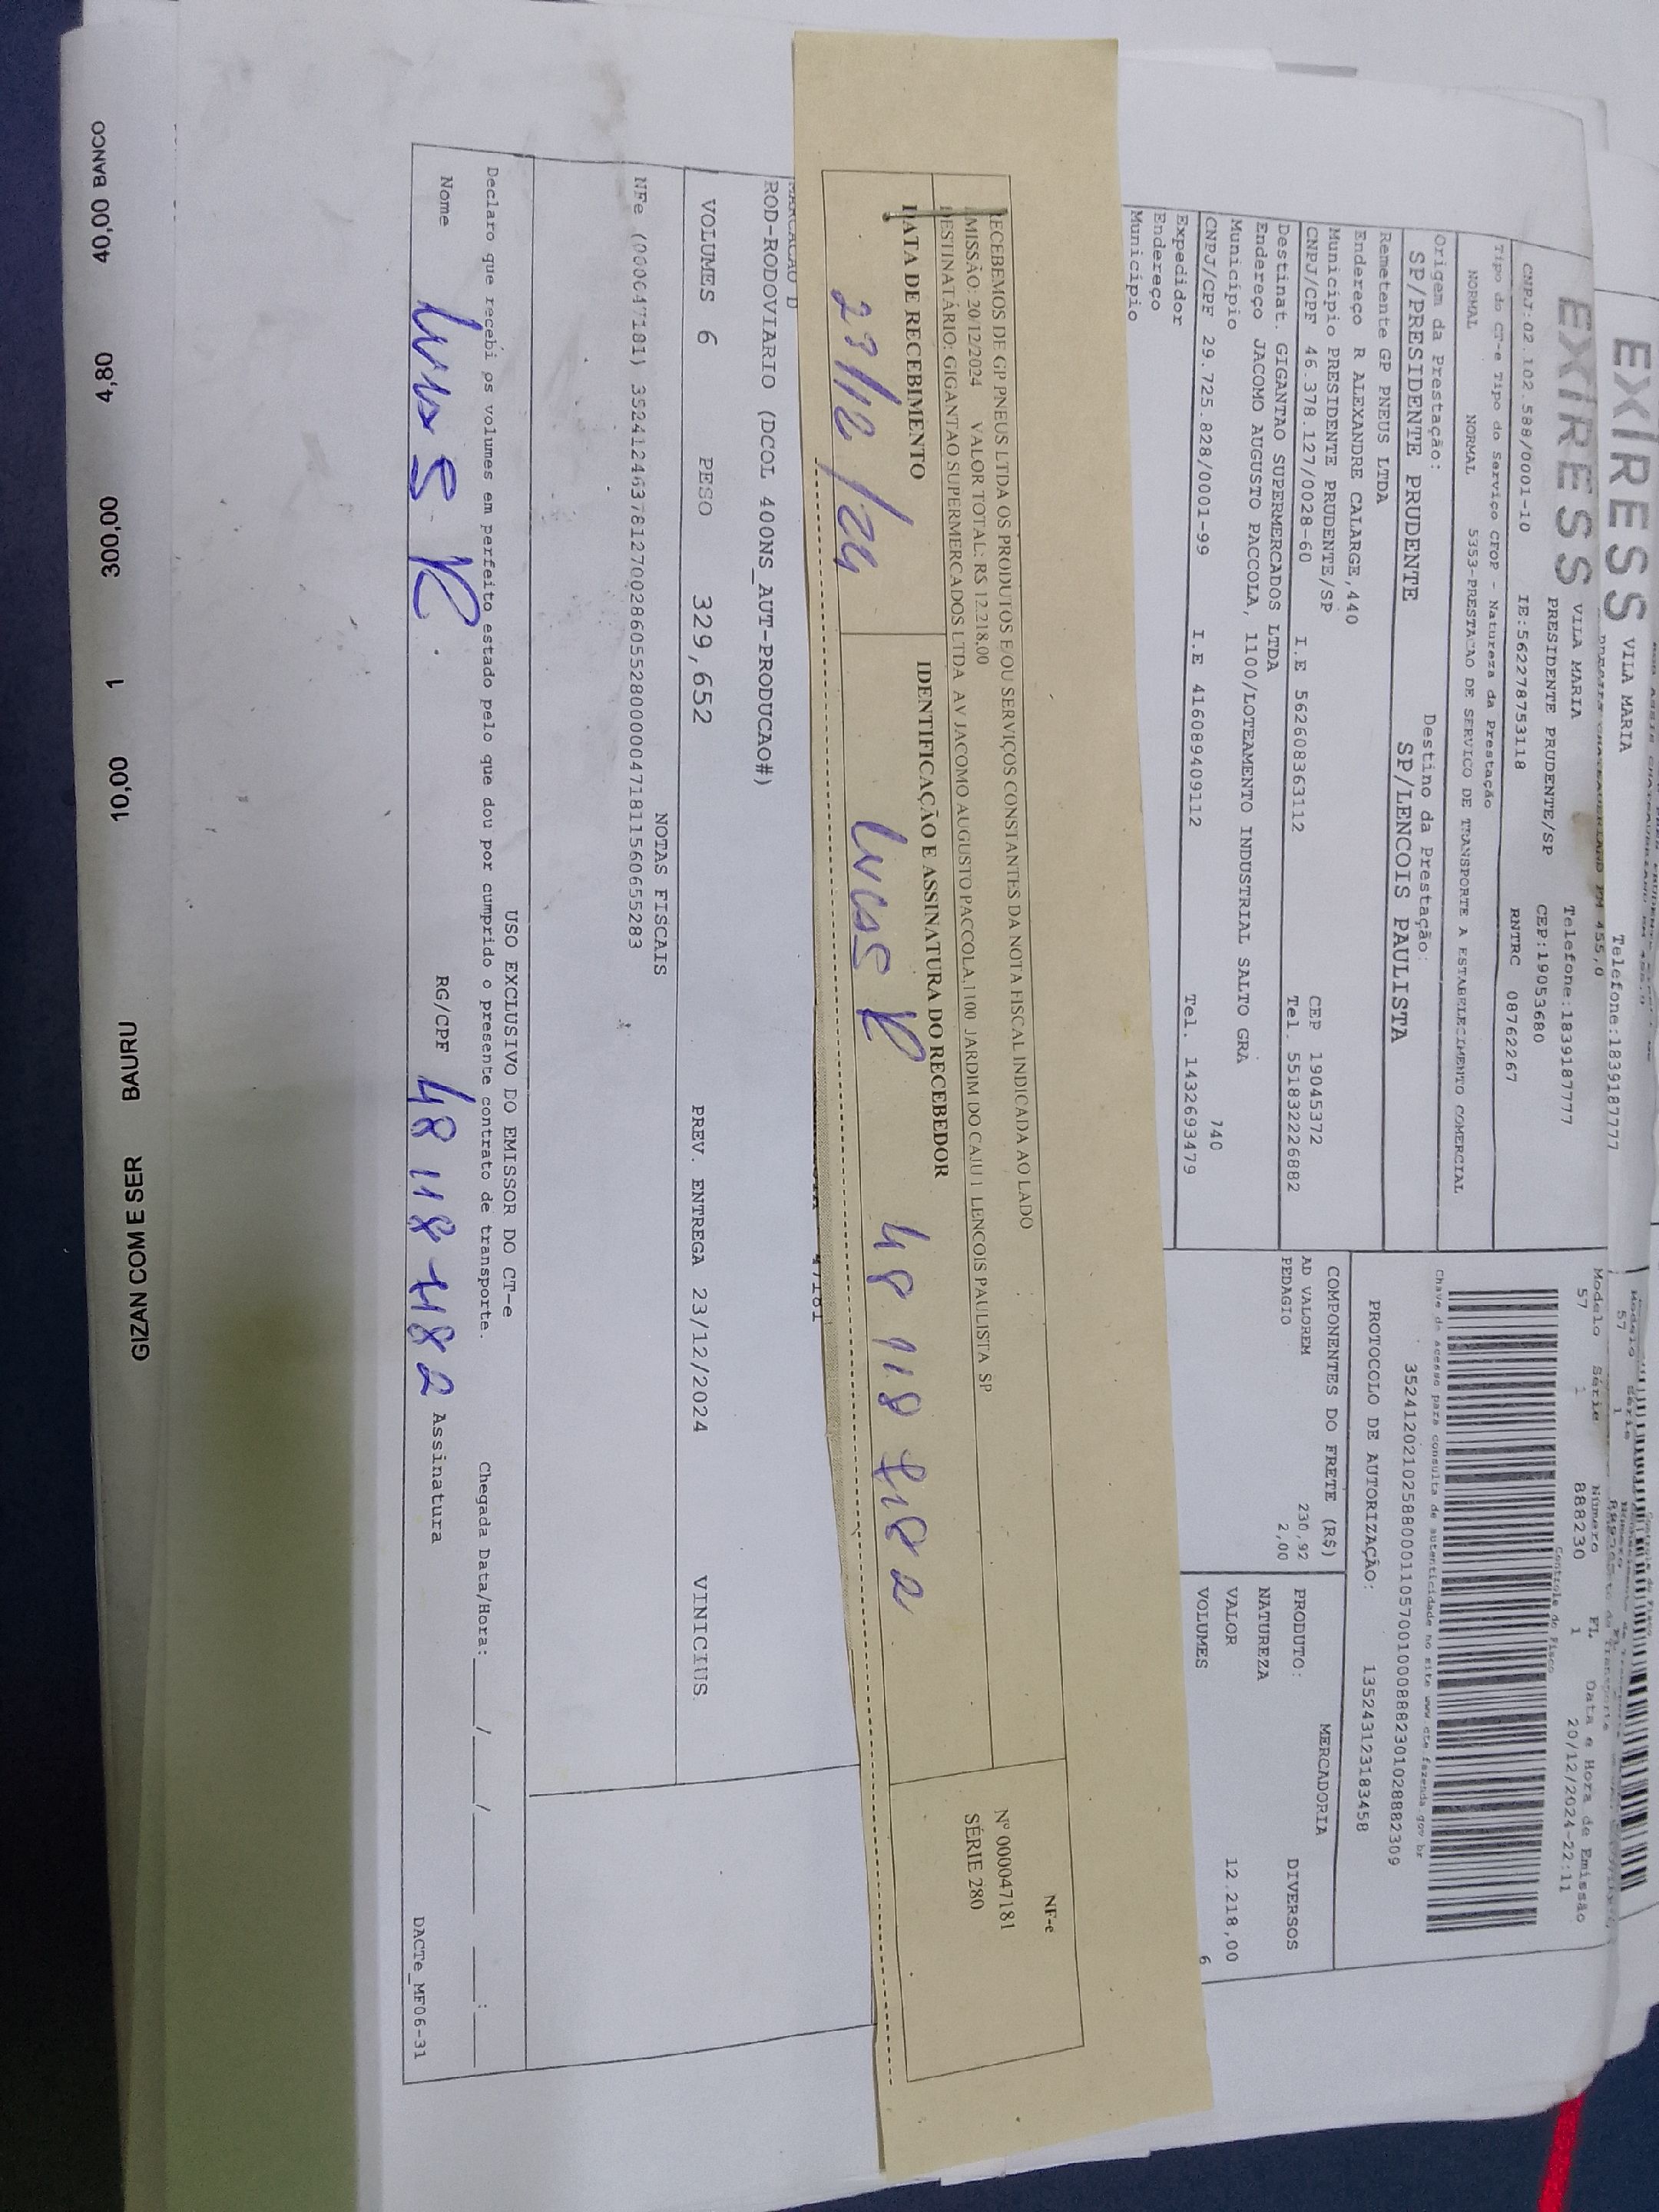 EXPRESS
VILA MARIA
Telefone:1839187777
EXPRESS
VILA MARIA
Telefone:1839187777
PRESIDENTE PRUDENTE/SP
CEP:19053680
CNPJ:02.102.588/0001-10 IE:562278753118 RNTRC 08762267
Modelo Série Número FL Data e Hora de Emissão
57 1 888230 1 20/12/2024-22:11
Controle do Fisco
Tipo do CT-e Tipo do Serviço CFOP - Natureza da Prestação
NORMAL NORMAL 5353-PRESTACAO DE SERVICO DE TRANSPORTE A ESTABELECIMENTO COMERCIAL
Chave de acesso para consulta de autenticidade no site www.cte.fazenda.gov.br
35241202102588000110570010008882301028882309
Origem da Prestação: Destino da Prestação:
SP/PRESIDENTE PRUDENTE SP/LENCOIS PAULISTA
PROTOCOLO DE AUTORIZAÇÃO: 135243123183458
Remetente GP PNEUS LTDA
Endereço R ALEXANDRE CALARGE,440
Município PRESIDENTE PRUDENTE/SP CEP 19045372
CNPJ/CPF 46.378.127/0028-60 I.E 562608363112 Tel. 551832226882
Destinat. GIGANTAO SUPERMERCADOS LTDA
Endereço JACOMO AUGUSTO PACCOLA, 1100/LOTEAMENTO INDUSTRIAL SALTO GRA
Município 740
CNPJ/CPF 29.725.828/0001-99 I.E 416089409112 Tel. 1432693479
Expedidor
Endereço
Município
COMPONENTES DO FRETE (R$)
AD VALOREM 230,92
PEDAGIO 2,00
MERCADORIA
PRODUTO: DIVERSOS
NATUREZA
VALOR 12.218,00
VOLUMES 6
ECEBEMOS DE GP PNEUS LTDA OS PRODUTOS E/OU SERVIÇOS CONSTANTES DA NOTA FISCAL INDICADA AO LADO
MISSÃO: 20/12/2024 VALOR TOTAL: R$ 12.218,00
DESTINATÁRIO: GIGANTAO SUPERMERCADOS LTDA AV JACOMO AUGUSTO PACCOLA,1100 JARDIM DO CAJU I LENCOIS PAULISTA SP
NF-e
Nº 000047181
SÉRIE 280
DATA DE RECEBIMENTO IDENTIFICAÇÃO E ASSINATURA DO RECEBEDOR
23/12/24 lucas R 48 118 218 2
47181
ROD-RODOVIARIO (DCOL 400NS_AUT-PRODUCAO#)
VOLUMES 6 PESO 329,652 PREV. ENTREGA 23/12/2024 VINICIUS.
NOTAS FISCAIS
NFe (000047181) 35241246378127002860552800000471811560655283
USO EXCLUSIVO DO EMISSOR DO CT-e
Declaro que recebi os volumes em perfeito estado pelo que dou por cumprido o presente contrato de transporte. Chegada Data/Hora: ____/____/____ ____:____
Nome lucas R. RG/CPF 48 118 418 2 Assinatura
DACTe_MF06-31
40,00 BANCO 4,80 300,00 1 10,00 BAURU GIZAN COM E SER